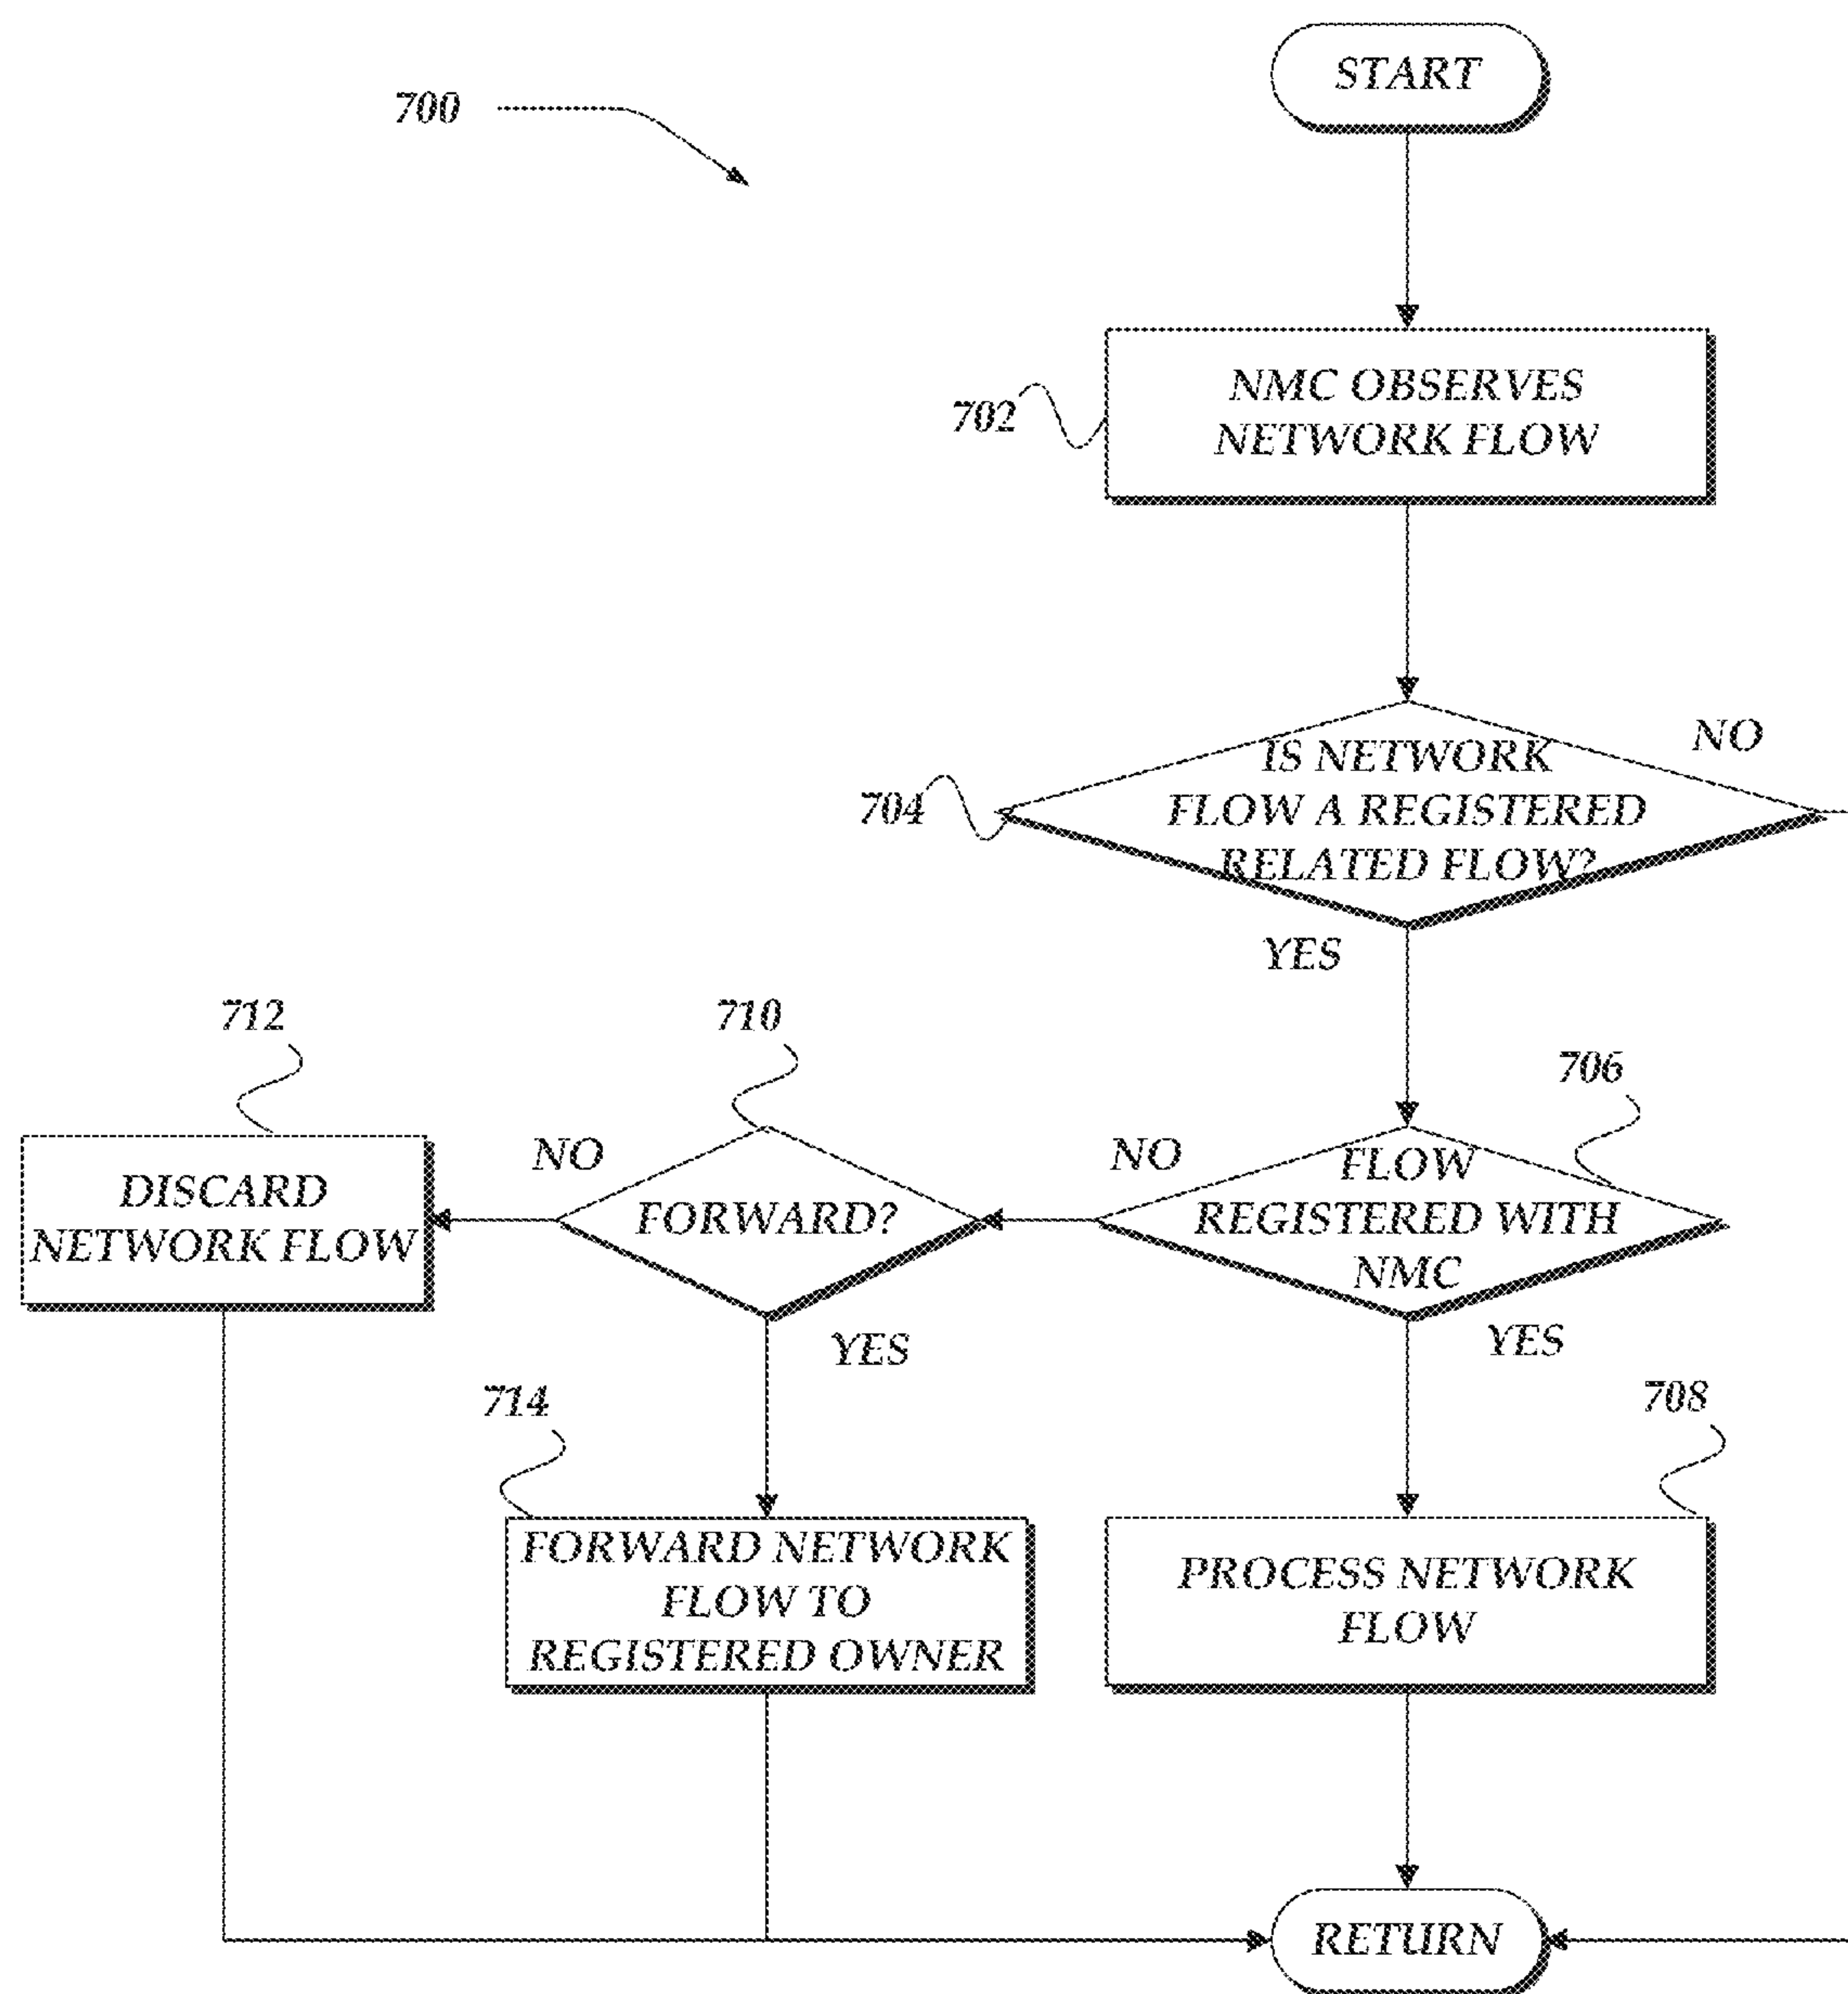 START
700
NMC OBSERVES
NETWORK FLOW
702
NO
IS NETWORK
FLOW A REGISTERED
RELATED FLOW?
704
YES
712
710
706
NO
NO
FLOW
REGISTERED WITH
NMC
FORWARD?
DISCARD
NETWORK FLOW
YES
YES
714
708
FORWARD NETWORK
FLOW TO
REGISTERED OWNER
PROCESS NETWORK
FLOW
RETURN